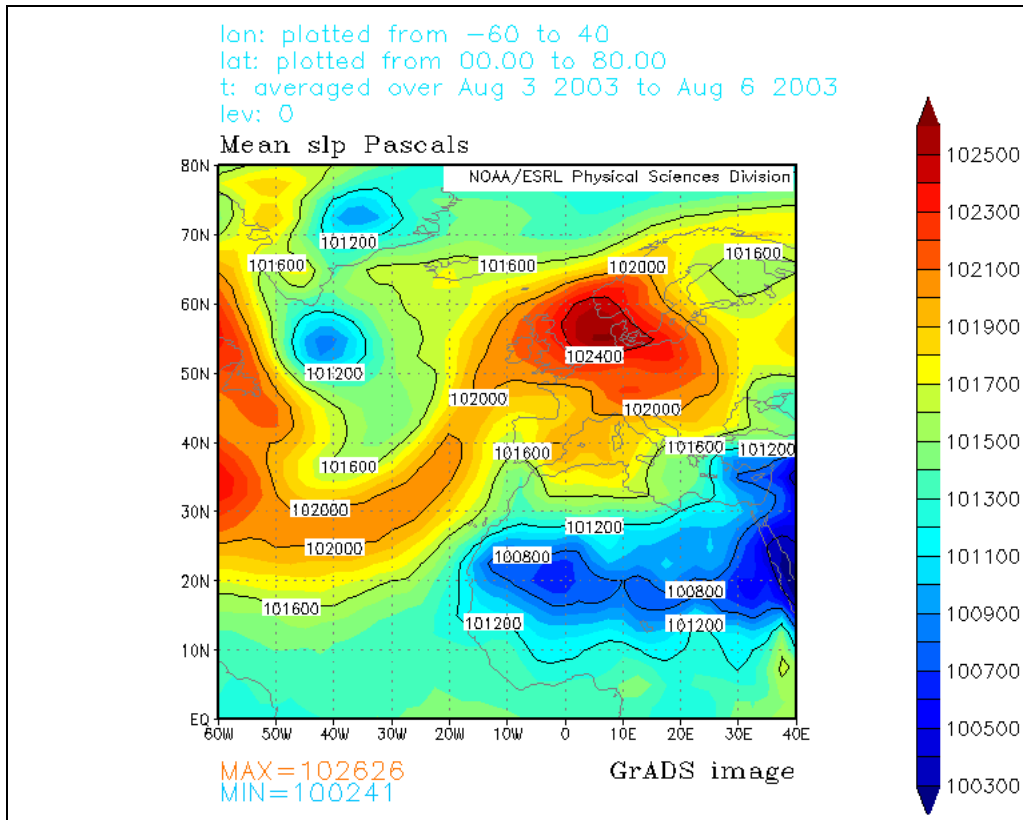 lon: plotted from -60 to 40
lat: plotted from 00.00 to 80.00
t: averaged over Aug 3 2003 to Aug 6 2003
lev: 0
Mean slp Pascals
NOAA/ESRL Physical Sciences Division
80N
70N
60N
50N
40N
30N
20N
10N
EQ
101200
101600
101600
102000
101600
101200
102400
102000
102000
101600
101600
101600
101200
102000
102000
101200
100800
100800
101600
101200
101200
60W 50W 40W 30W 20W 10W 0 10E 20E 30E 40E
102500
102300
102100
101900
101700
101500
101300
101100
100900
100700
100500
100300
MAX=102626
MIN=100241
GrADS image